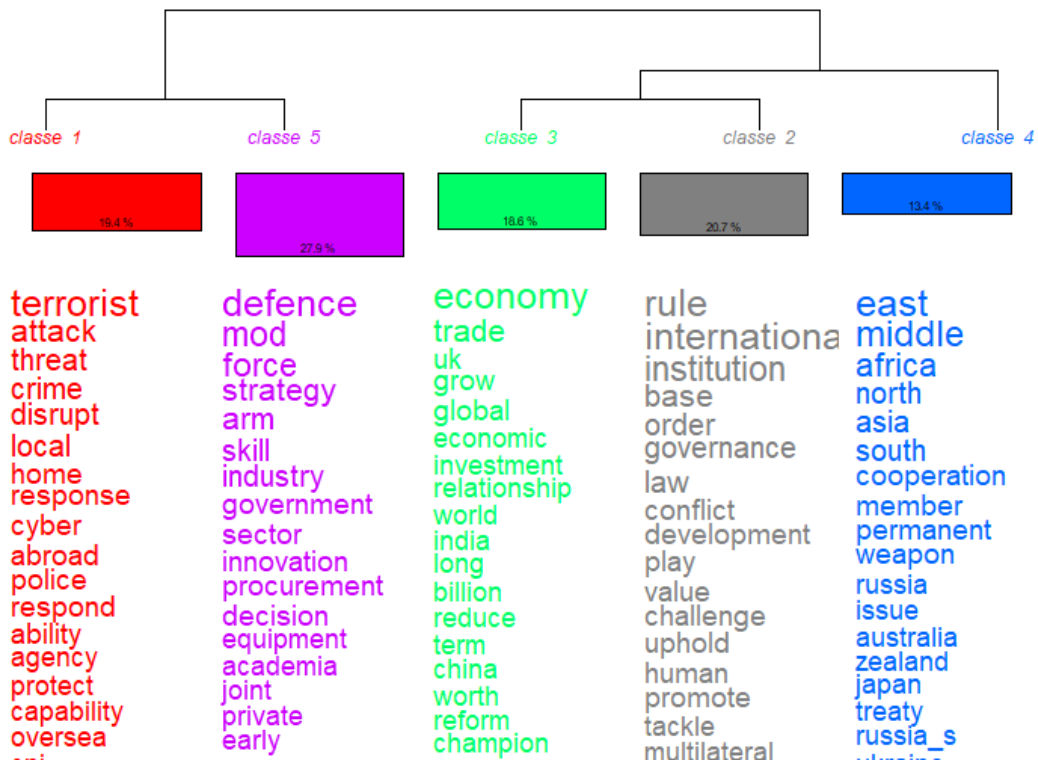 classe 1
classe 5
classe 3
classe 2
classe 4
19.4 %
27.9 %
18.6 %
20.7 %
13.4 %
terrorist
attack
threat
crime
disrupt
local
home
response
cyber
abroad
police
respond
ability
agency
protect
capability
oversea
defence
mod
force
strategy
arm
skill
industry
government
sector
innovation
procurement
decision
equipment
academia
joint
private
early
economy
trade
uk
grow
global
economic
investment
relationship
world
india
long
billion
reduce
term
china
worth
reform
champion
rule
internationa
institution
base
order
governance
law
conflict
development
play
value
challenge
uphold
human
promote
tackle
multilateral
east
middle
africa
north
asia
south
cooperation
member
permanent
weapon
russia
issue
australia
zealand
japan
treaty
russia_s